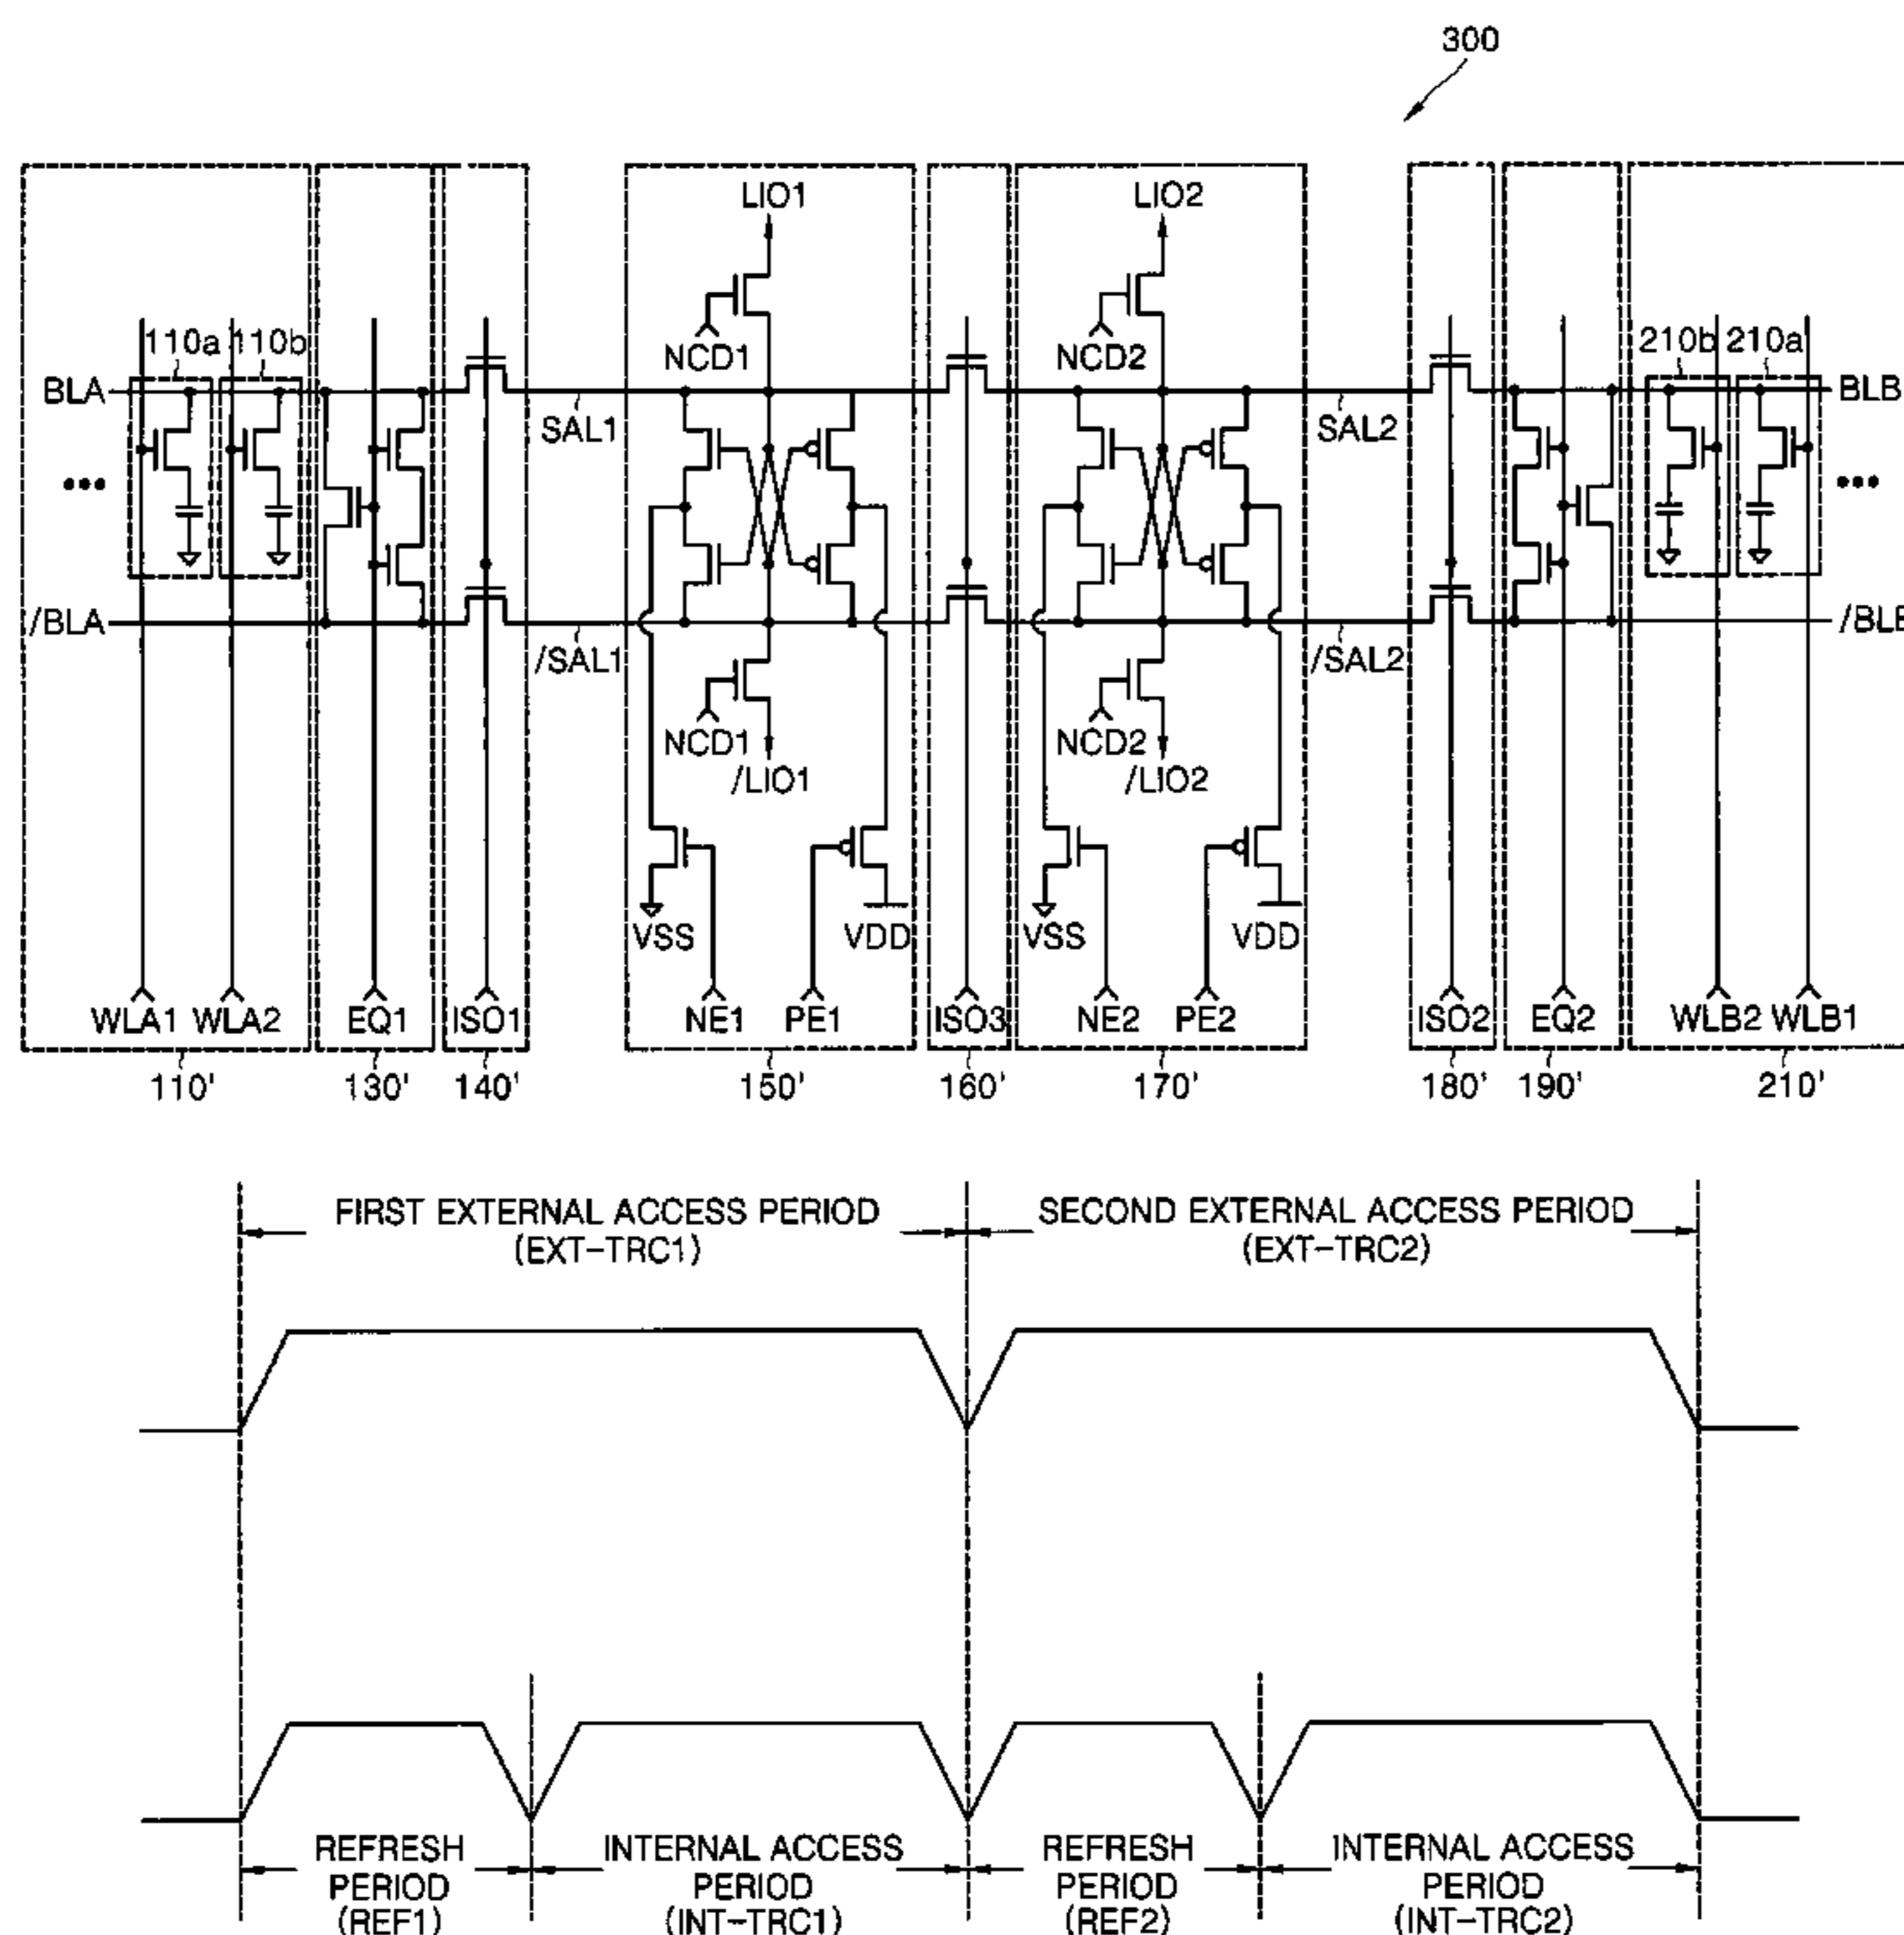 300
LIO1 LIO2
NCD1 NCD2
110a 110b 210b 210a
BLA SAL1 SAL2 BLB
••• •••
/BLA /SAL1 /SAL2
NCD1 NCD2
/LIO1 /LIO2
VSS VDD VSS VDD
WLA1 WLA2 EQ1 ISO1 NE1 PE1 ISO3 NE2 PE2 ISO2 EQ2 WLB2 WLB1
110' 130' 140' 150' 160' 170' 180' 190' 210'
FIRST EXTERNAL ACCESS PERIOD
(EXT-TRC1)
SECOND EXTERNAL ACCESS PERIOD
(EXT-TRC2)
REFRESH
PERIOD
(REF1)
INTERNAL ACCESS
PERIOD
(INT-TRC1)
REFRESH
PERIOD
(REF2)
INTERNAL ACCESS
PERIOD
(INT-TRC2)